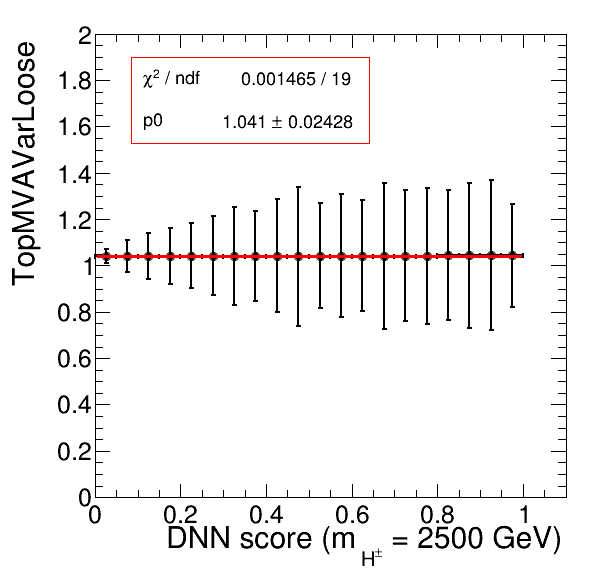 TopMVAVarLoose
2
1.8
1.6
1.4
1.2
1
0.8
0.6
0.4
0.2
0
χ² / ndf 0.001465 / 19
p0 1.041 ± 0.02428
0 0.2 0.4 0.6 0.8 1
DNN score (m_H± = 2500 GeV)